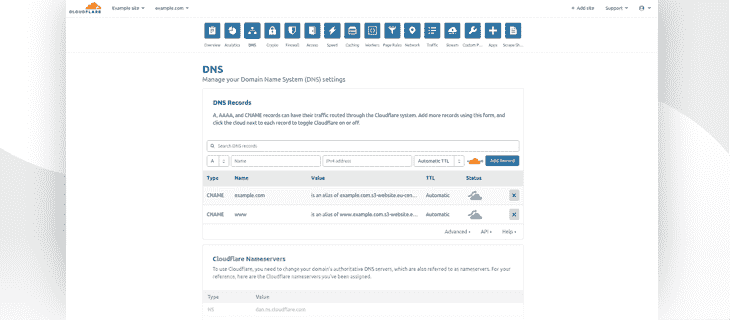 CLOUDFLARE
Example site
example.com
Add site
Support
Overview Analytics DNS Crypto Firewall Access Speed Caching Workers Page Rules Network Traffic Stream Custom P... Apps Scrape Sh...
DNS
Manage your Domain Name System (DNS) settings
DNS Records
A, AAAA, and CNAME records can have their traffic routed through the Cloudflare system. Add more records using this form, and
click the cloud next to each record to toggle Cloudflare on or off.
Search DNS records
A Name IPv4 address Automatic TTL Add Record
Type Name Value TTL Status
CNAME example.com is an alias of example.com.s3-website.eu-cen... Automatic
CNAME www is an alias of www.example.com.s3-website.e... Automatic
Advanced API Help
Cloudflare Nameservers
To use Cloudflare, you need to change your domain's authoritative DNS servers, which are also referred to as nameservers. For your
reference, here are the Cloudflare nameservers you've been assigned.
Type Value
NS dan.ns.cloudflare.com